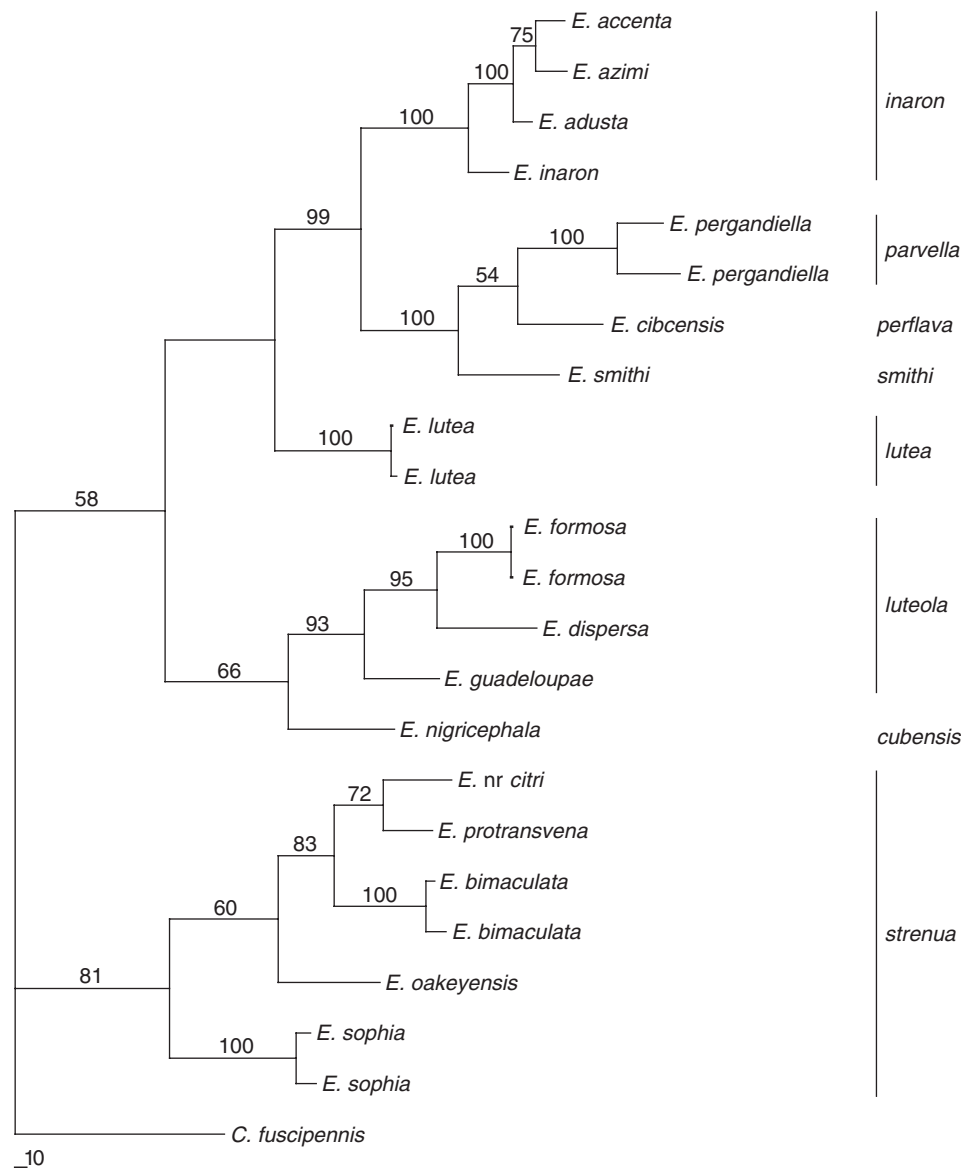 E. accenta
75
E. azimi
100
inaron
100
E. adusta
E. inaron
99
E. pergandiella
100
parvella
E. pergandiella
54
100
E. cibcensis
perflava
E. smithi
smithi
E. lutea
100
lutea
E. lutea
58
E. formosa
100
E. formosa
95
luteola
93
E. dispersa
66
E. guadeloupae
E. nigricephala
cubensis
E. nr citri
72
E. protransvena
83
E. bimaculata
100
60
E. bimaculata
strenua
81
E. oakeyensis
E. sophia
100
E. sophia
C. fuscipennis
10